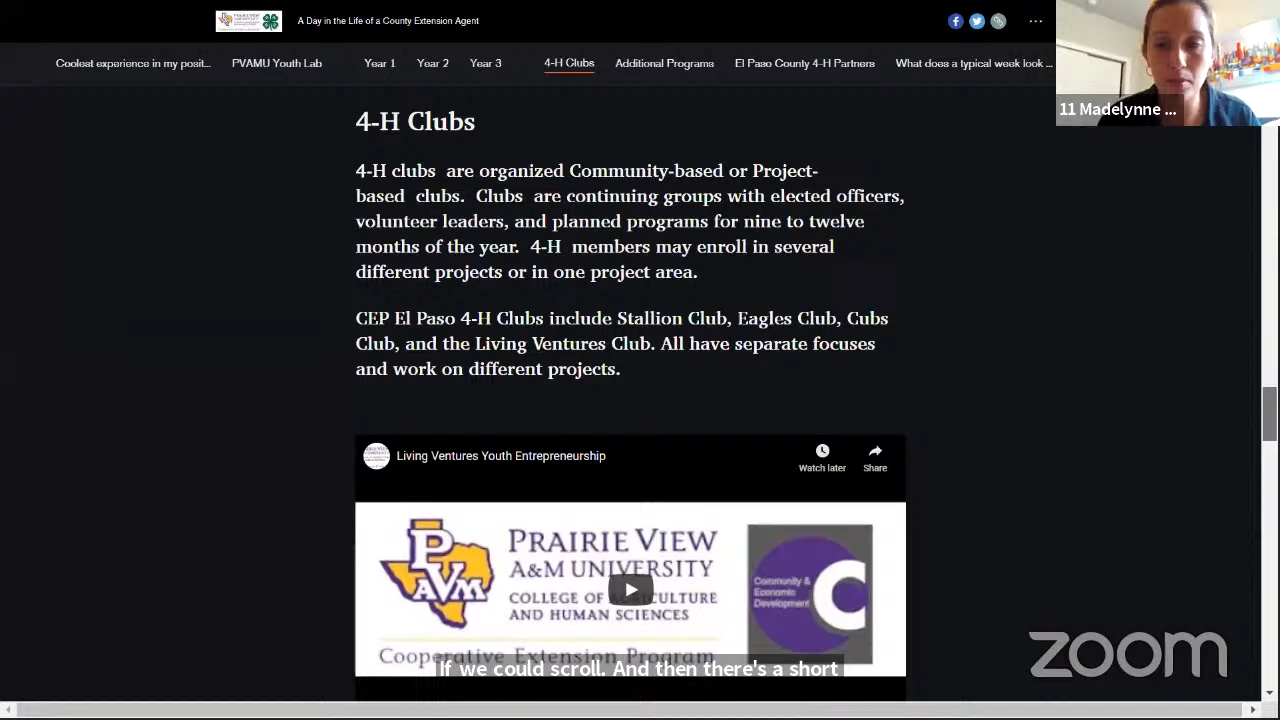 A Day in the Life of a County Extension Agent
Coolest experience in my posit... PVAMU Youth Lab Year 1 Year 2 Year 3 4-H Clubs Additional Programs El Paso County 4-H Partners What does a typical week look ...
11 Madelynne ...
4-H Clubs
4-H clubs are organized Community-based or Project-
based clubs. Clubs are continuing groups with elected officers,
volunteer leaders, and planned programs for nine to twelve
months of the year. 4-H members may enroll in several
different projects or in one project area.
CEP El Paso 4-H Clubs include Stallion Club, Eagles Club, Cubs
Club, and the Living Ventures Club. All have separate focuses
and work on different projects.
Living Ventures Youth Entrepreneurship
Watch later Share
PVAM
PRAIRIE VIEW
A&M UNIVERSITY
COLLEGE OF AGRICULTURE
AND HUMAN SCIENCES
Cooperative Extension Program
Community &
Economic
Development
C
If we could scroll. And then there's a short
zoom